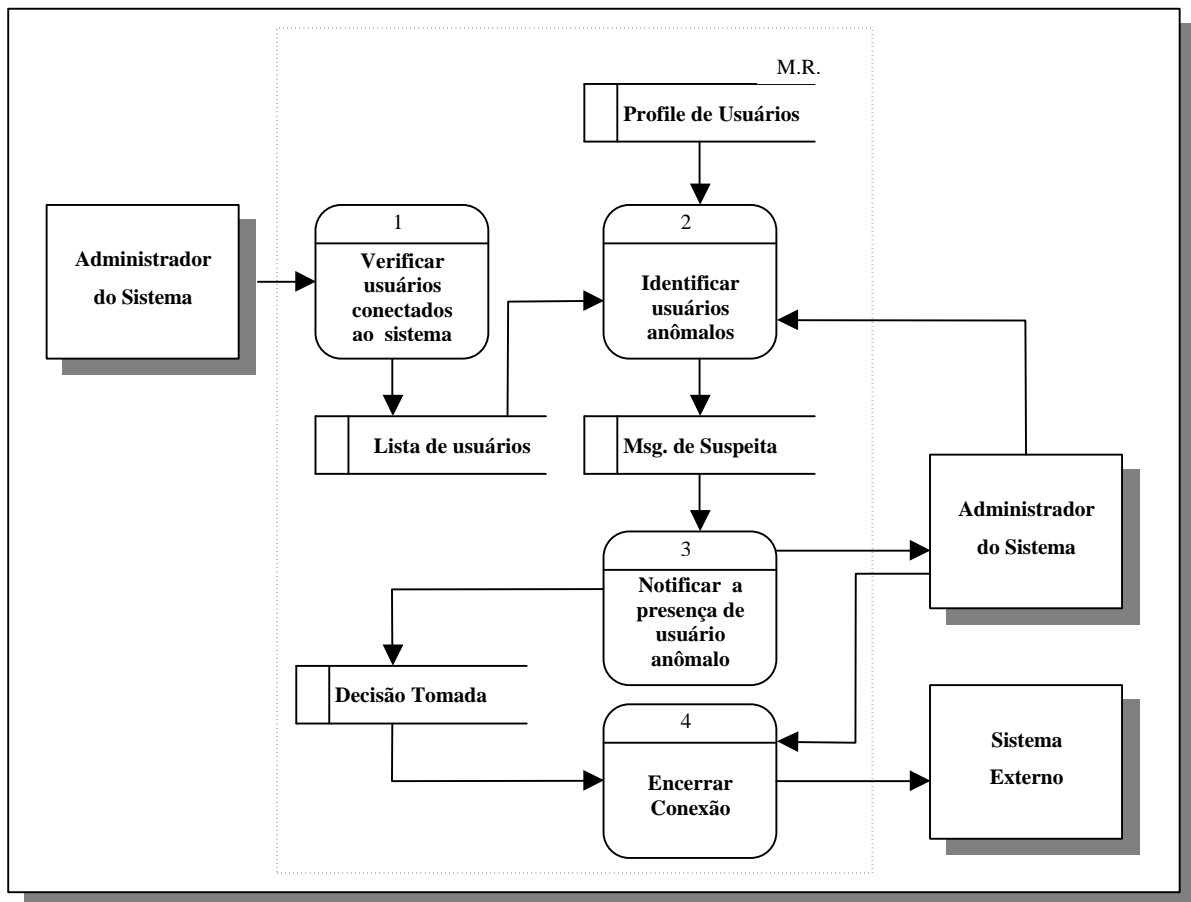 M.R.
Profile de Usuários
Administrador
do Sistema
1
Verificar
usuários
conectados
ao sistema
2
Identificar
usuários
anômalos
Lista de usuários
Msg. de Suspeita
Administrador
do Sistema
3
Notificar a
presença de
usuário
anômalo
Decisão Tomada
4
Encerrar
Conexão
Sistema
Externo